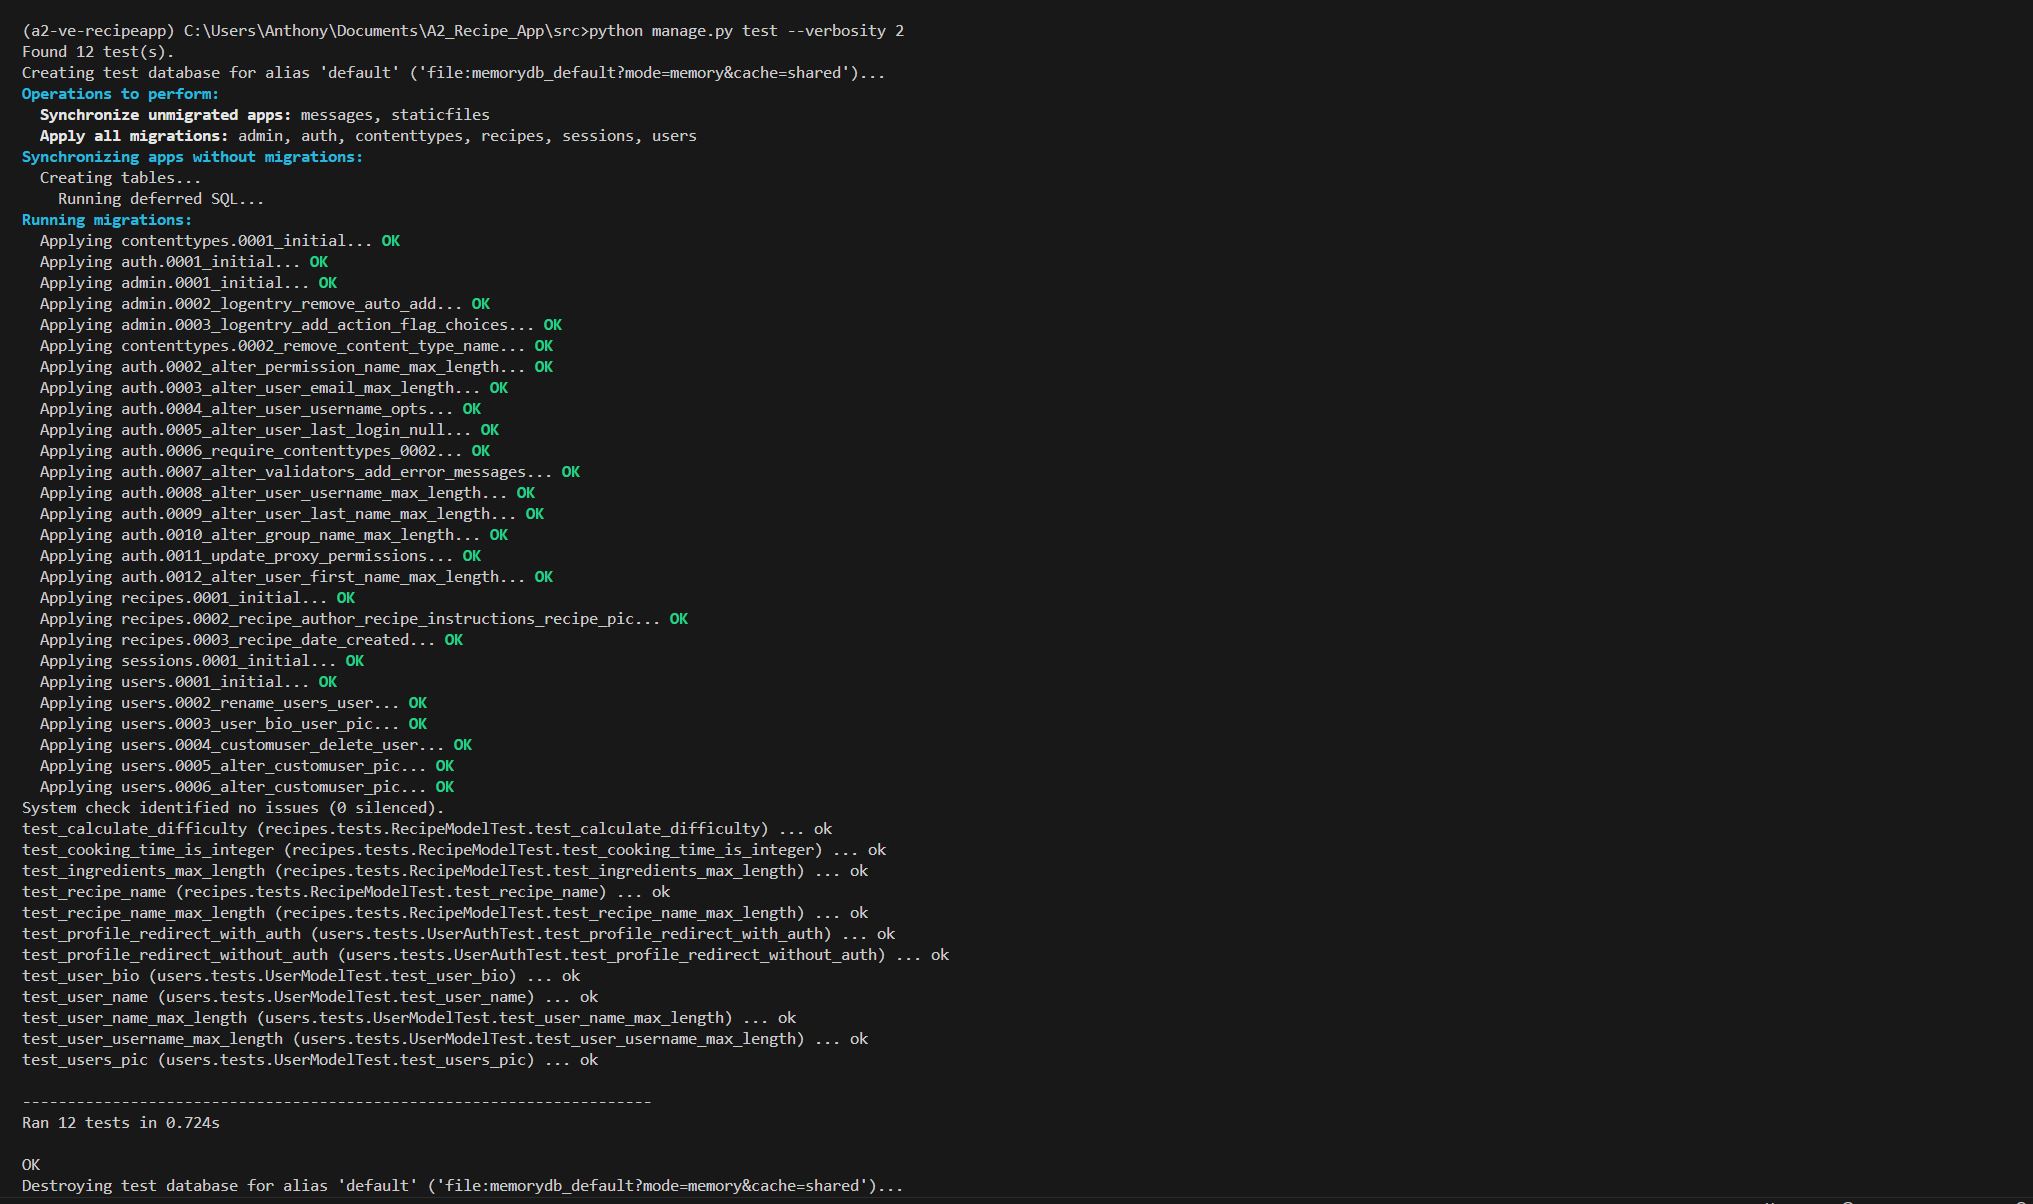 (a2-ve-recipeapp) C:\Users\Anthony\Documents\A2_Recipe_App\src>python manage.py test --verbosity 2
Found 12 test(s).
Creating test database for alias 'default' ('file:memorydb_default?mode=memory&cache=shared')...
Operations to perform:
  Synchronize unmigrated apps: messages, staticfiles
  Apply all migrations: admin, auth, contenttypes, recipes, sessions, users
Synchronizing apps without migrations:
  Creating tables...
    Running deferred SQL...
Running migrations:
  Applying contenttypes.0001_initial... OK
  Applying auth.0001_initial... OK
  Applying admin.0001_initial... OK
  Applying admin.0002_logentry_remove_auto_add... OK
  Applying admin.0003_logentry_add_action_flag_choices... OK
  Applying contenttypes.0002_remove_content_type_name... OK
  Applying auth.0002_alter_permission_name_max_length... OK
  Applying auth.0003_alter_user_email_max_length... OK
  Applying auth.0004_alter_user_username_opts... OK
  Applying auth.0005_alter_user_last_login_null... OK
  Applying auth.0006_require_contenttypes_0002... OK
  Applying auth.0007_alter_validators_add_error_messages... OK
  Applying auth.0008_alter_user_username_max_length... OK
  Applying auth.0009_alter_user_last_name_max_length... OK
  Applying auth.0010_alter_group_name_max_length... OK
  Applying auth.0011_update_proxy_permissions... OK
  Applying auth.0012_alter_user_first_name_max_length... OK
  Applying recipes.0001_initial... OK
  Applying recipes.0002_recipe_author_recipe_instructions_recipe_pic... OK
  Applying recipes.0003_recipe_date_created... OK
  Applying sessions.0001_initial... OK
  Applying users.0001_initial... OK
  Applying users.0002_rename_users_user... OK
  Applying users.0003_user_bio_user_pic... OK
  Applying users.0004_customuser_delete_user... OK
  Applying users.0005_alter_customuser_pic... OK
  Applying users.0006_alter_customuser_pic... OK
System check identified no issues (0 silenced).
test_calculate_difficulty (recipes.tests.RecipeModelTest.test_calculate_difficulty) ... ok
test_cooking_time_is_integer (recipes.tests.RecipeModelTest.test_cooking_time_is_integer) ... ok
test_ingredients_max_length (recipes.tests.RecipeModelTest.test_ingredients_max_length) ... ok
test_recipe_name (recipes.tests.RecipeModelTest.test_recipe_name) ... ok
test_recipe_name_max_length (recipes.tests.RecipeModelTest.test_recipe_name_max_length) ... ok
test_profile_redirect_with_auth (users.tests.UserAuthTest.test_profile_redirect_with_auth) ... ok
test_profile_redirect_without_auth (users.tests.UserAuthTest.test_profile_redirect_without_auth) ... ok
test_user_bio (users.tests.UserModelTest.test_user_bio) ... ok
test_user_name (users.tests.UserModelTest.test_user_name) ... ok
test_user_name_max_length (users.tests.UserModelTest.test_user_name_max_length) ... ok
test_user_username_max_length (users.tests.UserModelTest.test_user_username_max_length) ... ok
test_users_pic (users.tests.UserModelTest.test_users_pic) ... ok

----------------------------------------------------------------------
Ran 12 tests in 0.724s

OK
Destroying test database for alias 'default' ('file:memorydb_default?mode=memory&cache=shared')...